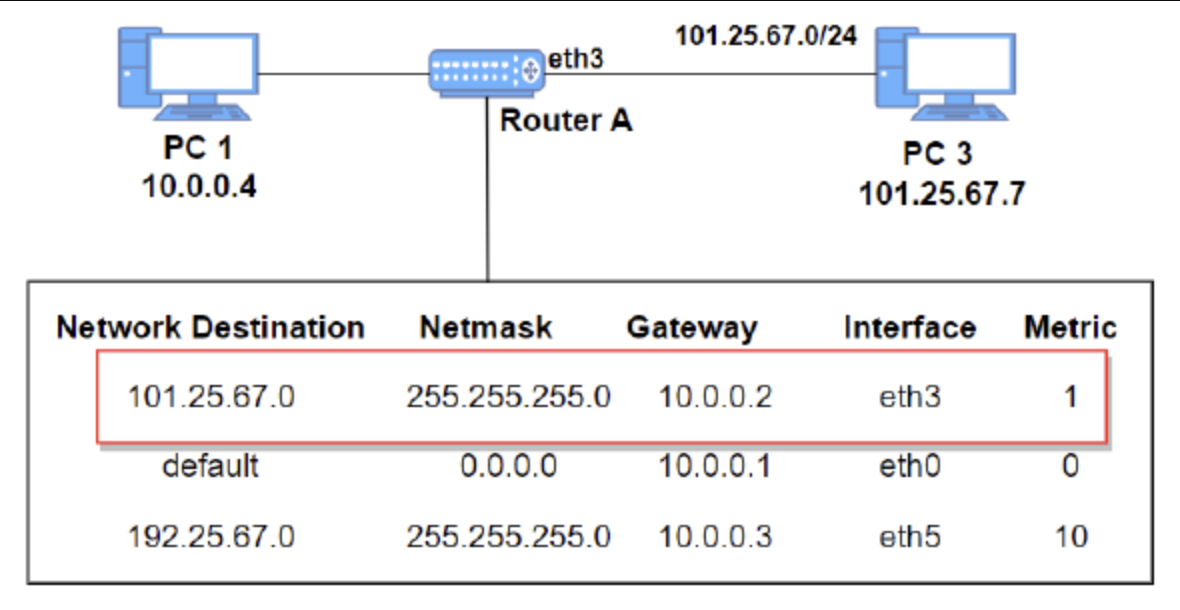 101.25.67.0/24
eth3
Router A
PC 1
10.0.0.4
PC 3
101.25.67.7
Network Destination Netmask Gateway Interface Metric
101.25.67.0 255.255.255.0 10.0.0.2 eth3 1
default 0.0.0.0 10.0.0.1 eth0 0
192.25.67.0 255.255.255.0 10.0.0.3 eth5 10